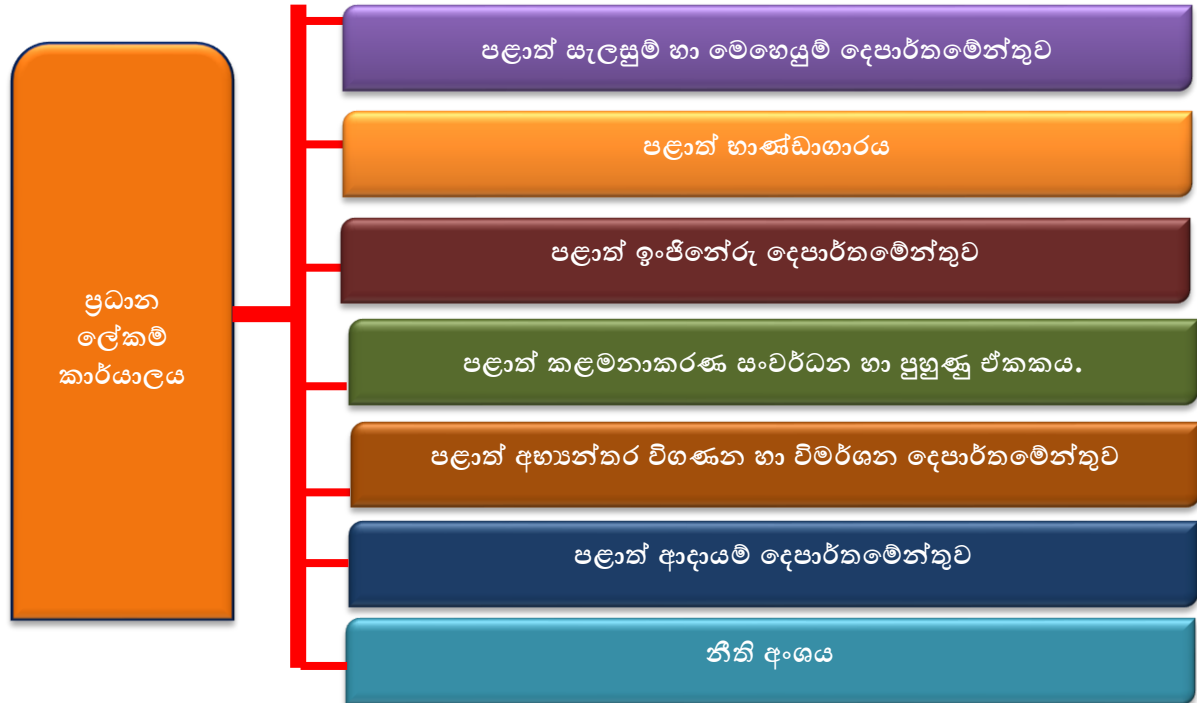 ප්‍රධාන
ලේකම්
කාර්යාලය
පළාත් සැලසුම් හා මෙහෙයුම් දෙපාර්තමේන්තුව
පළාත් භාණ්ඩාගාරය
පළාත් ඉංජිනේරු දෙපාර්තමේන්තුව
පළාත් කළමනාකරණ සංවර්ධන හා පුහුණු ඒකකය.
පළාත් අභ්‍යන්තර විගණන හා විමර්ශන දෙපාර්තමේන්තුව
පළාත් ආදායම් දෙපාර්තමේන්තුව
නීති අංශය